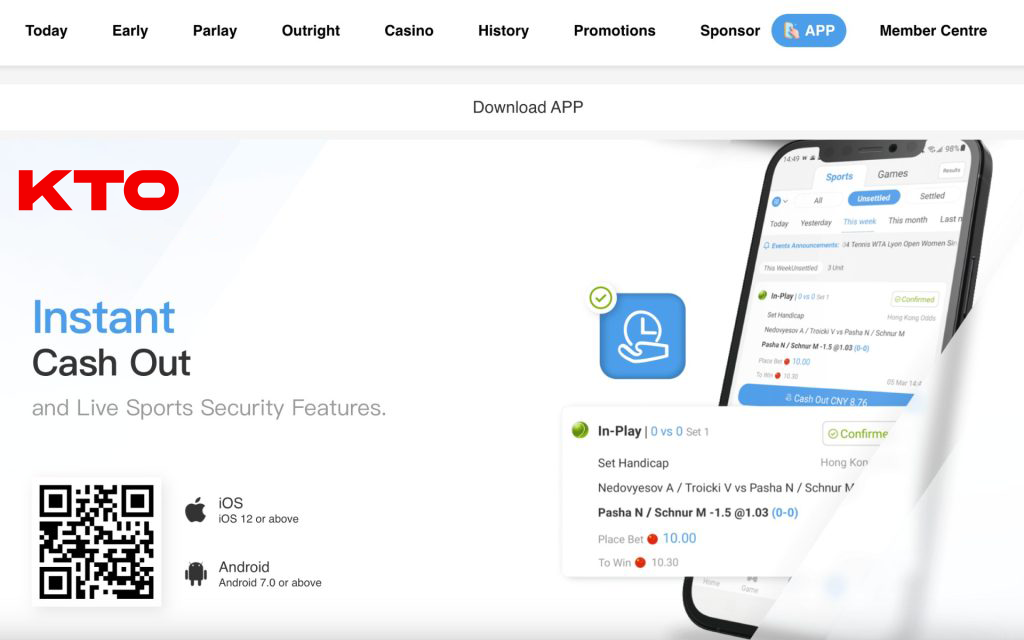 Today Early Parlay Outright Casino History Promotions Sponsor APP Member Centre
Download APP
KTO
Instant
Cash Out
and Live Sports Security Features.
iOS
iOS 12 or above
Android
Android 7.0 or above
14:49
98%
Sports Games Results
All Unsettled Settled
Today Yesterday This week This month Last
Events Announcements: 04 Tennis WTA Lyon Open Women
This WeekUnsettled 3 Unit
In-Play | 0 vs 0 Set 1 Confirmed
Set Handicap Hong Kong Odds
Nedovyesov A / Troicki V vs Pasha N / Schnur M
Pasha N / Schnur M -1.5 @1.03 (0-0)
Place Bet 10.00
To Win 10.30
05 Mar 14:4
Cash Out CNY 8.76
In-Play | 0 vs 0 Set 1 Confirme
Set Handicap Hong Kon
Nedovyesov A / Troicki V vs Pasha N / Schnur M
Pasha N / Schnur M -1.5 @1.03 (0-0)
Place Bet 10.00
To Win 10.30
Home Game